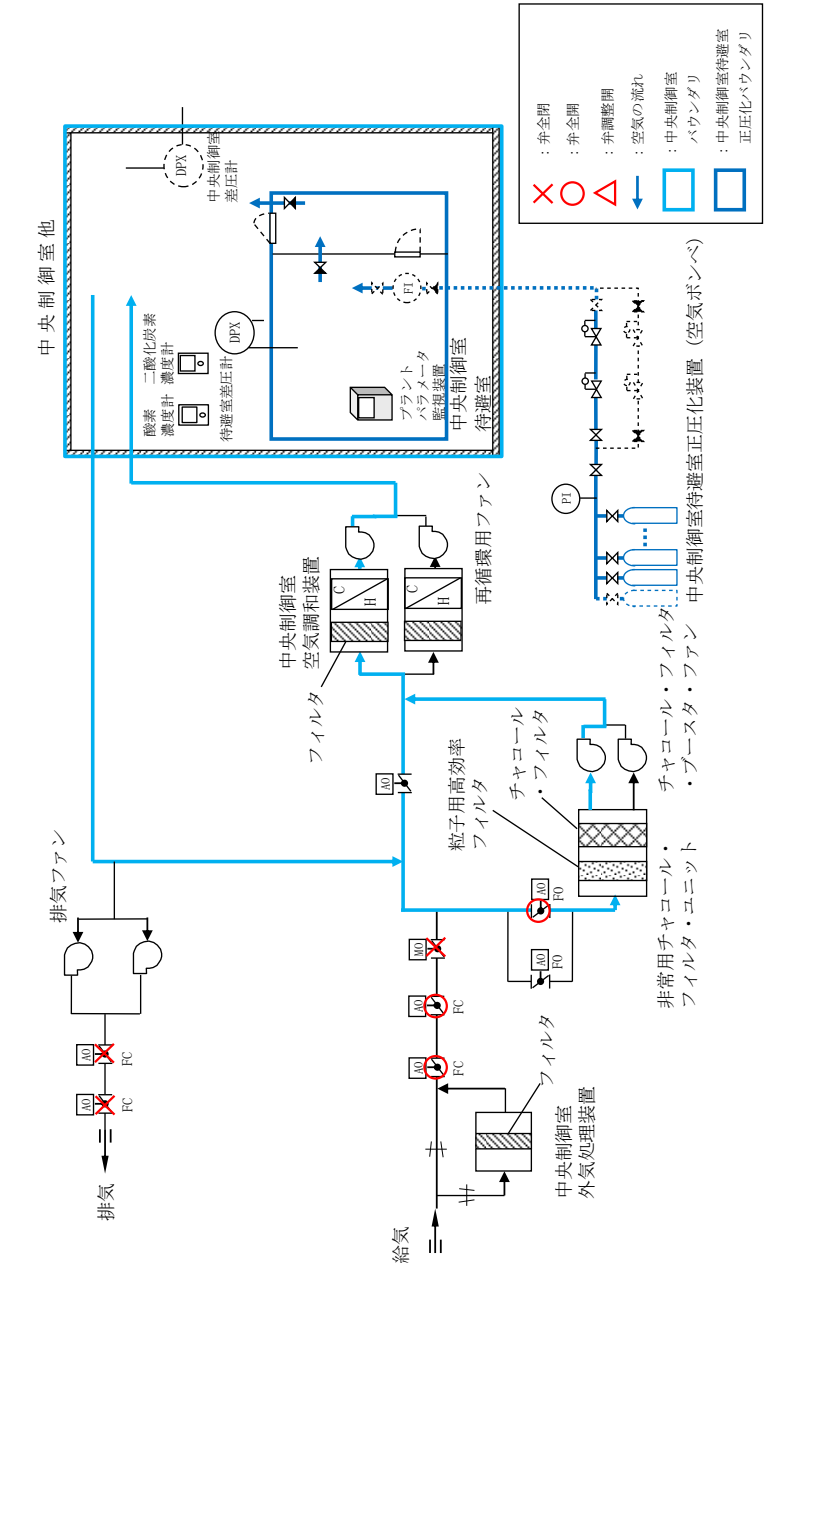 中央制御室他
DPX
中央制御室
差圧計
酸素
濃度計
二酸化炭素
濃度計
DPX
待避室差圧計
FI
プラント
パラメータ
監視装置
中央制御室
待避室
:弁全閉
:弁全開
:弁調整開
:空気の流れ
:中央制御室
バウンダリ
:中央制御室待避室
正圧化バウンダリ
排気ファン
AO
FC
AO
FC
排気
中央制御室
空気調和装置
フィルタ
C
H
C
H
再循環用ファン
AO
粒子用高効率
フィルタ
チャコール
・フィルタ
チャコール・フィルタ
・ブースタ・ファン
非常用チャコール・
フィルタ・ユニット
AO
FO
AO
FO
MO
AO
FC
AO
FC
フィルタ
中央制御室
外気処理装置
給気
PI
中央制御室待避室正圧化装置(空気ボンベ)